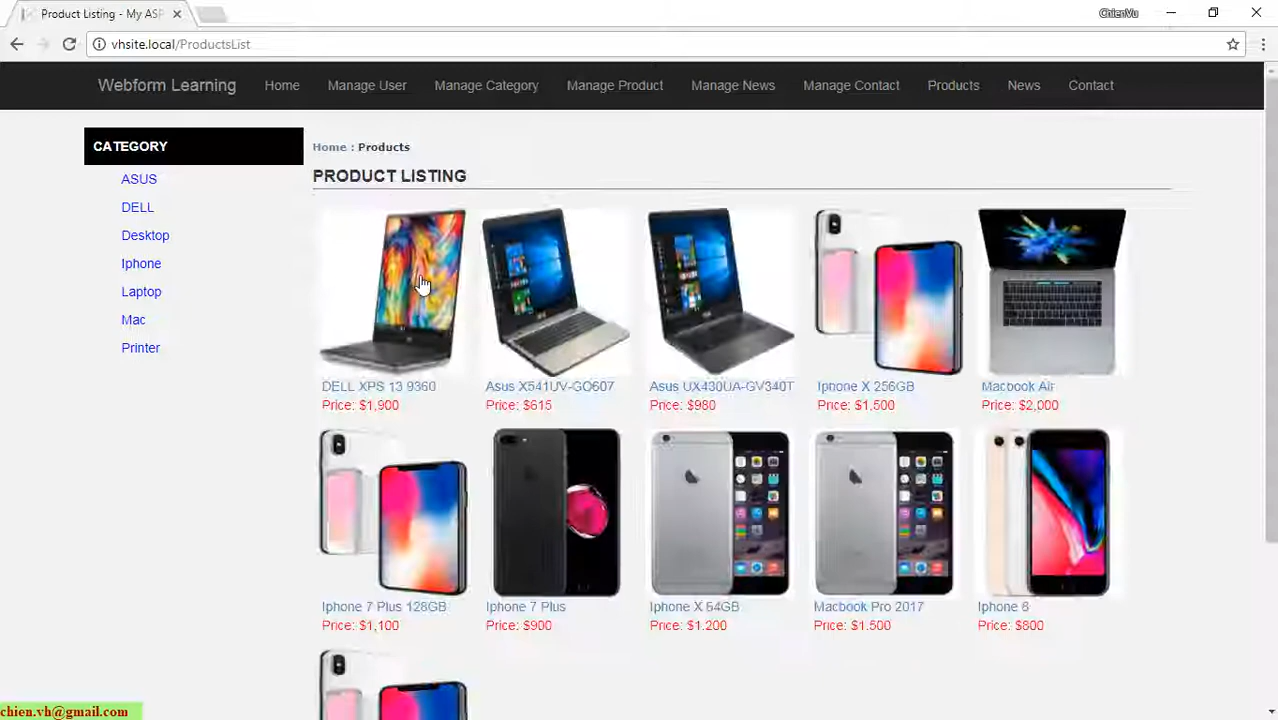 Product Listing - My ASP
ChienVu
vhsite.local/ProductsList
Webform Learning Home Manage User Manage Category Manage Product Manage News Manage Contact Products News Contact
CATEGORY
ASUS
DELL
Desktop
Iphone
Laptop
Mac
Printer
Home : Products
PRODUCT LISTING
DELL XPS 13 9360 Asus X541UV-GO607 Asus UX430UA-GV340T Iphone X 256GB Macbook Air
Price: $1,900 Price: $615 Price: $980 Price: $1,500 Price: $2,000
Iphone 7 Plus 128GB Iphone 7 Plus Iphone X 64GB Macbook Pro 2017 Iphone 8
Price: $1,100 Price: $900 Price: $1,200 Price: $1,500 Price: $800
chien.vh@gmail.com